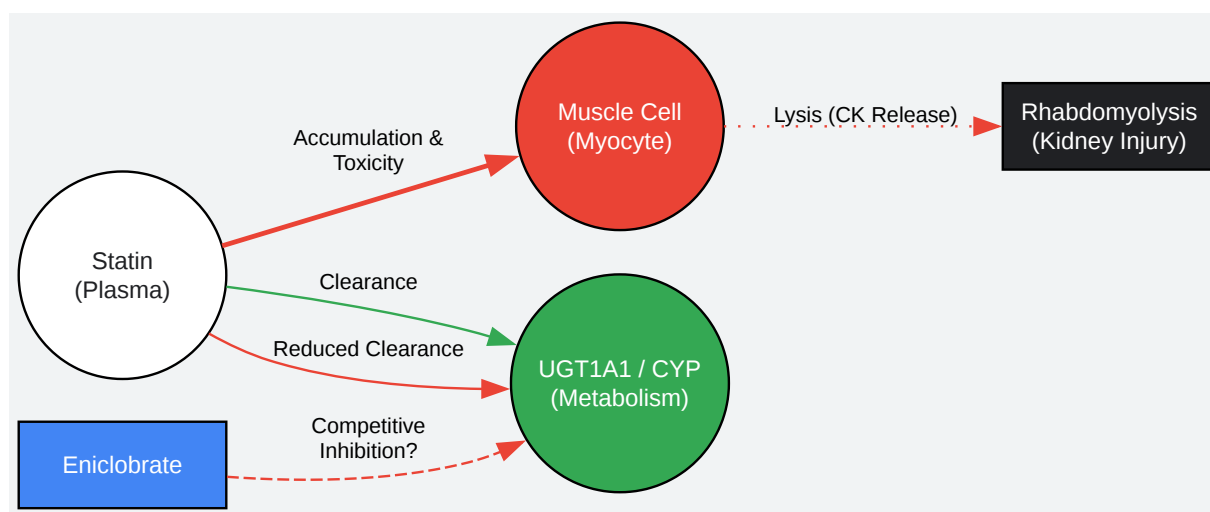 Accumulation &
Toxicity
Muscle Cell
(Myocyte)
Lysis (CK Release)
Rhabdomyolysis
(Kidney Injury)
Statin
(Plasma)
Clearance
Reduced Clearance
UGT1A1 / CYP
(Metabolism)
Eniclobrate
Competitive
Inhibition?